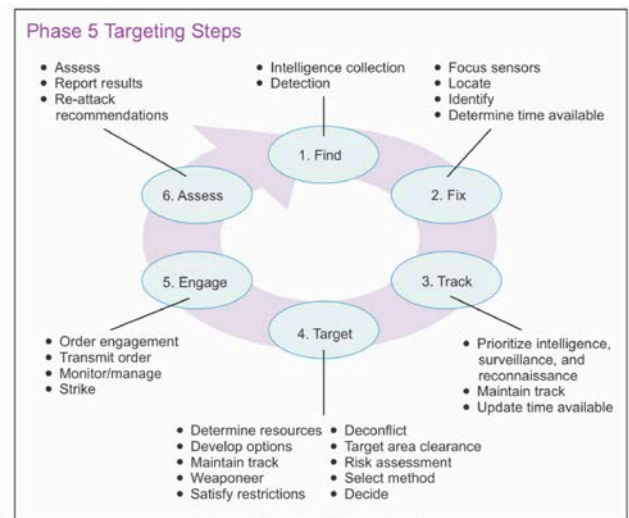 Phase 5 Targeting Steps
• Assess
• Report results
• Re-attack
recommendations
• Intelligence collection
• Detection
• Focus sensors
• Locate
• Identify
• Determine time available
1. Find
6. Assess
2. Fix
5. Engage
3. Track
4. Target
• Order engagement
• Transmit order
• Monitor/manage
• Strike
• Prioritize intelligence,
surveillance, and
reconnaissance
• Maintain track
• Update time available
• Determine resources
• Develop options
• Maintain track
• Weaponeer
• Satisfy restrictions
• Deconflict
• Target area clearance
• Risk assessment
• Select method
• Decide